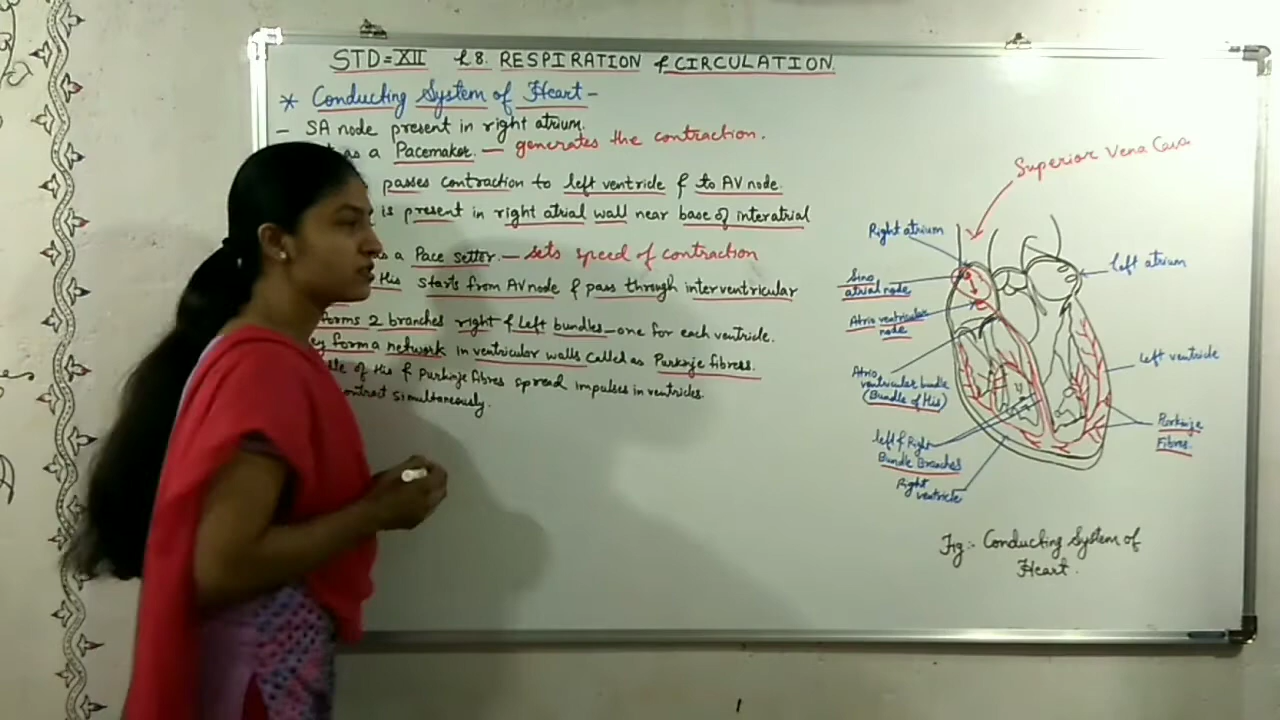 STD = XII L8. RESPIRATION & CIRCULATION.
* Conducting System of Heart -
- SA node present in right atrium.
as a Pacemaker. — generates the contraction.
passes contraction to left ventricle & to AV node.
is present in right atrial wall near base of interatrial
a Pace setter. — sets speed of contraction
His starts from AV node & pass through interventricular
forms 2 branches right & left bundles — one for each ventricle.
form a network in ventricular walls called as Purkinje fibres.
of His & Purkinje fibres spread impulses in ventricles.
simultaneously.
Superior Vena Cava
Right atrium
left atrium
Sino
atrial node
Atrio ventricular
node
left ventricle
Atrio
ventricular bundle
(Bundle of His)
Purkinje
Fibres.
left & Right
Bundle Branches
Right
ventricle
Fig:- Conducting System of
Heart.